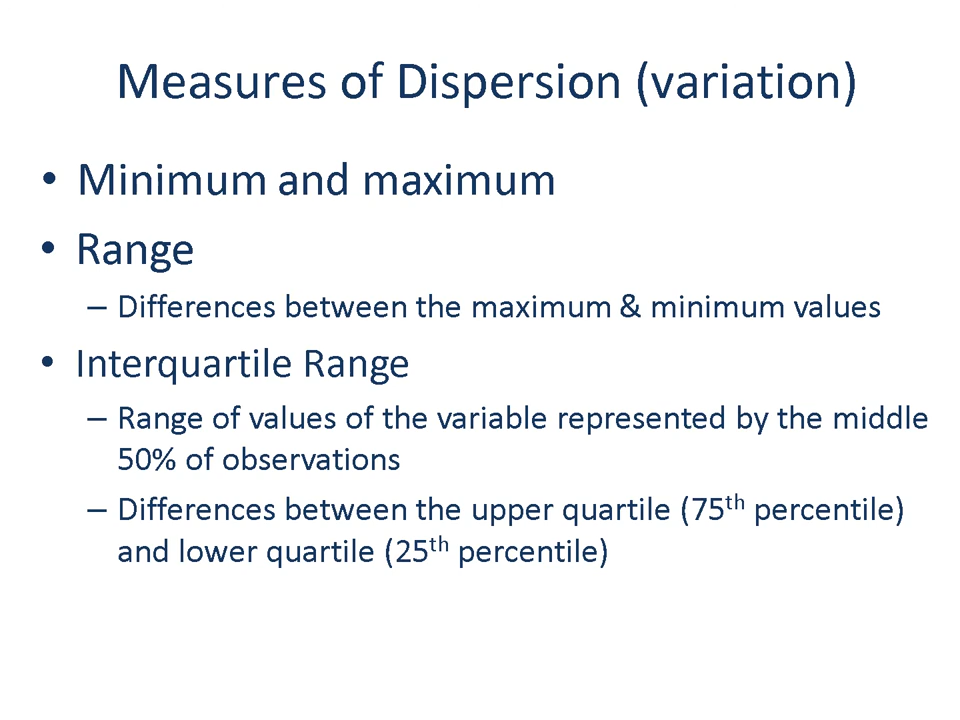 Measures of Dispersion (variation)
• Minimum and maximum
• Range
– Differences between the maximum & minimum values
• Interquartile Range
– Range of values of the variable represented by the middle
50% of observations
– Differences between the upper quartile (75th percentile)
and lower quartile (25th percentile)